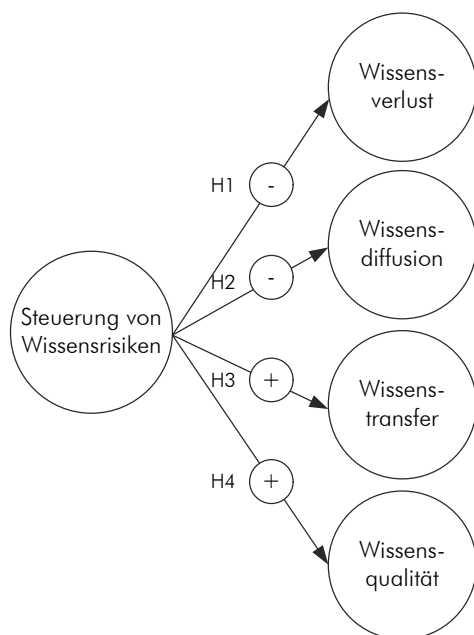 Wissens-
verlust
H1 -
Wissens-
diffusion
H2 -
Steuerung von
Wissensrisiken
H3 +
Wissens-
transfer
H4 +
Wissens-
qualität